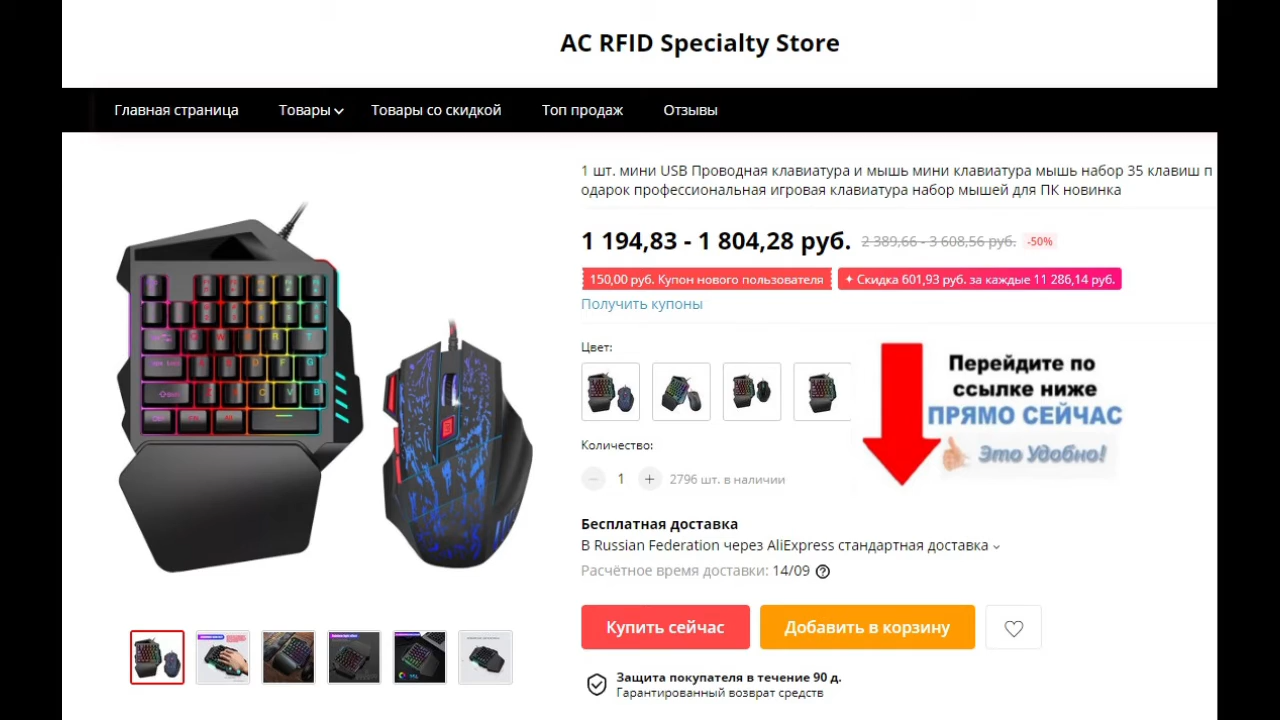 AC RFID Specialty Store
Главная страница Товары Товары со скидкой Топ продаж Отзывы
1 шт. мини USB Проводная клавиатура и мышь мини клавиатура мышь набор 35 клавиш п
одарок профессиональная игровая клавиатура набор мышей для ПК новинка
1 194,83 - 1 804,28 руб. 2 389,66 - 3 608,56 руб. -50%
150,00 руб. Купон нового пользователя + Скидка 601,93 руб. за каждые 11 286,14 руб.
Получить купоны
Цвет:
Перейдите по
ссылке ниже
ПРЯМО СЕЙЧАС
Это Удобно!
Количество:
1 + 2796 шт. в наличии
Бесплатная доставка
В Russian Federation через AliExpress стандартная доставка
Расчётное время доставки: 14/09
Купить сейчас Добавить в корзину
Защита покупателя в течение 90 д.
Гарантированный возврат средств